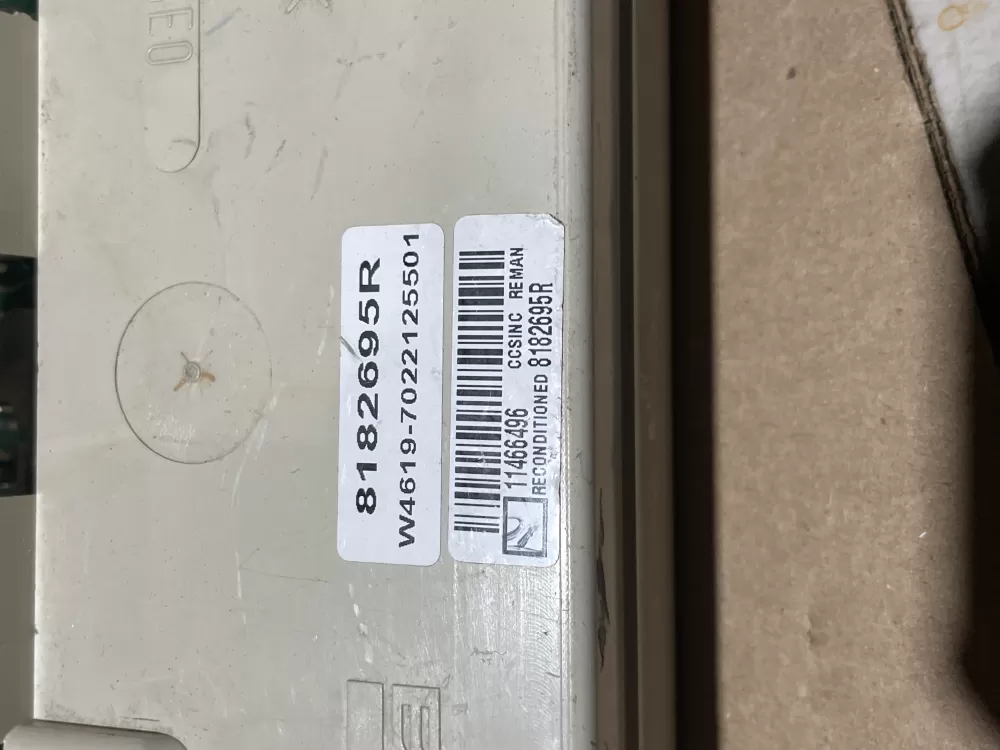 8182695R
W4619-7022125501
11466496 CCSINC REMAN
RECONDITIONED 8182695R